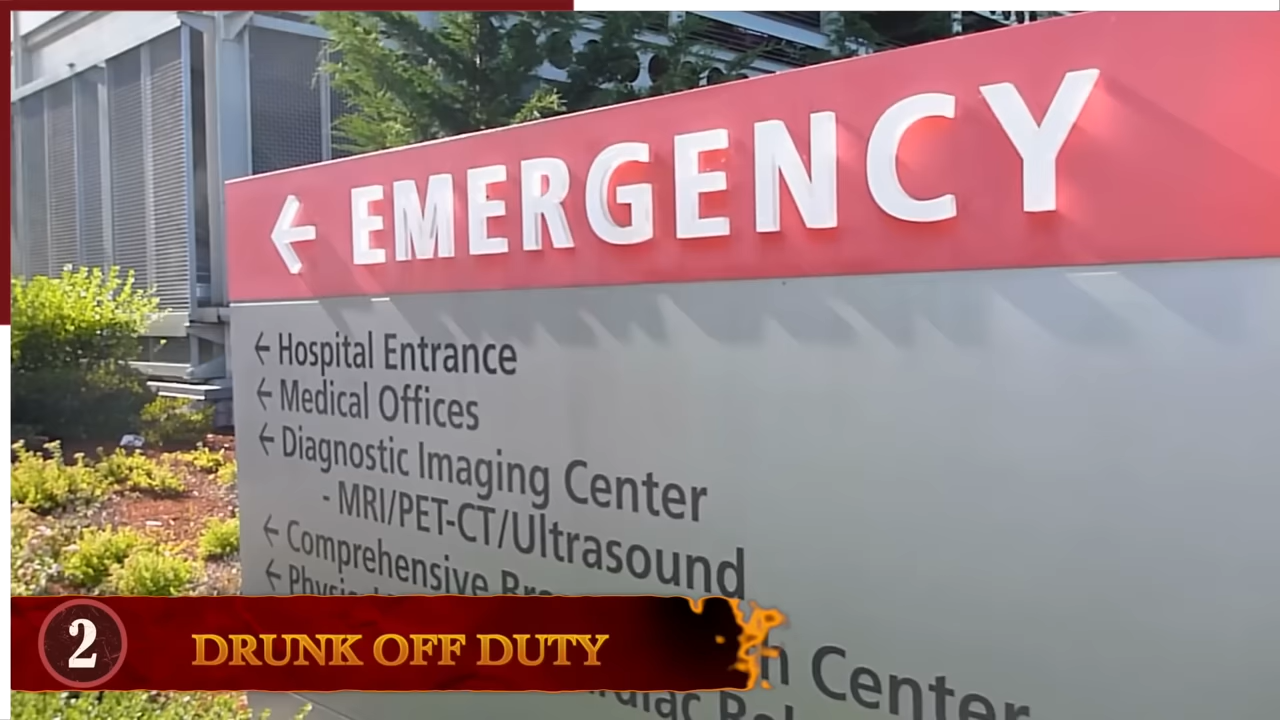 ← EMERGENCY
← Hospital Entrance
← Medical Offices
← Diagnostic Imaging Center
- MRI/PET-CT/Ultrasound
← Comprehensive
←
Center
2 DRUNK OFF DUTY